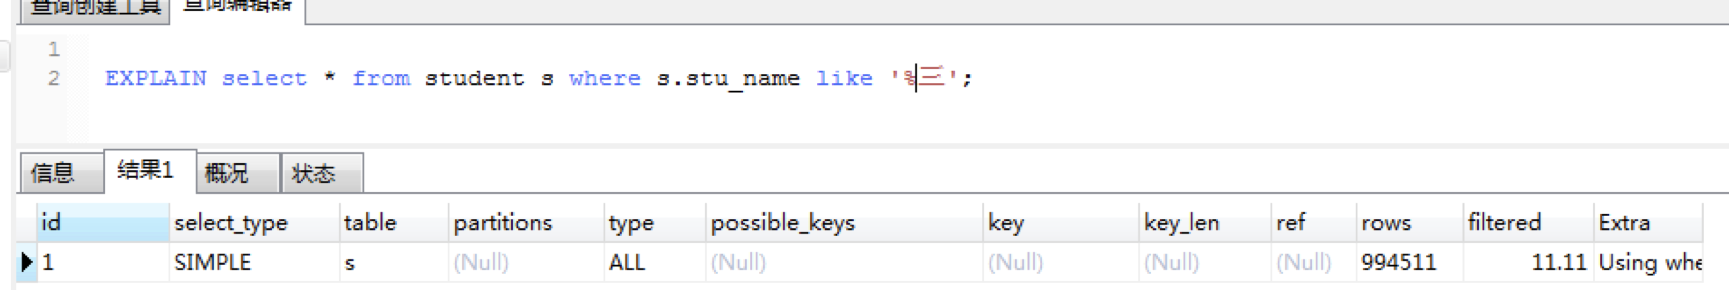 查询创建工具 查询编辑器
1
2 EXPLAIN select * from student s where s.stu_name like '%三';
信息 结果1 概况 状态
id select_type table partitions type possible_keys key key_len ref rows filtered Extra
1 SIMPLE s (Null) ALL (Null) (Null) (Null) (Null) 994511 11.11 Using whe